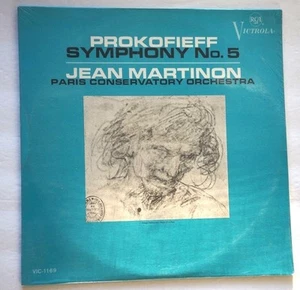 RCA
VICTROLA
PROKOFIEFF
SYMPHONY No. 5
JEAN MARTINON
PARIS CONSERVATORY ORCHESTRA